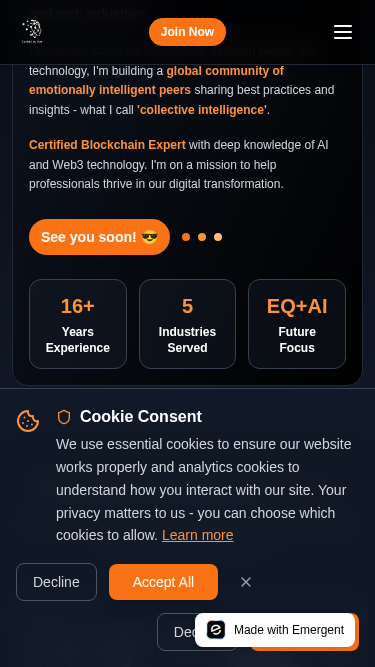 Join Now
technology, I'm building a global community of
emotionally intelligent peers sharing best practices and
insights - what I call 'collective intelligence'.
Certified Blockchain Expert with deep knowledge of AI
and Web3 technology. I'm on a mission to help
professionals thrive in our digital transformation.
See you soon! 😎
16+
Years
Experience
5
Industries
Served
EQ+AI
Future
Focus
Cookie Consent
We use essential cookies to ensure our website
works properly and analytics cookies to
understand how you interact with our site. Your
privacy matters to us - you can choose which
cookies to allow. Learn more
Decline
Accept All
Made with Emergent